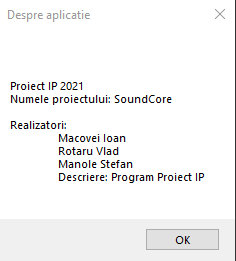 Despre aplicatie
Proiect IP 2021
Numele proiectului: SoundCore
Realizatori:
Macovei Ioan
Rotaru Vlad
Manole Stefan
Descriere: Program Proiect IP
OK